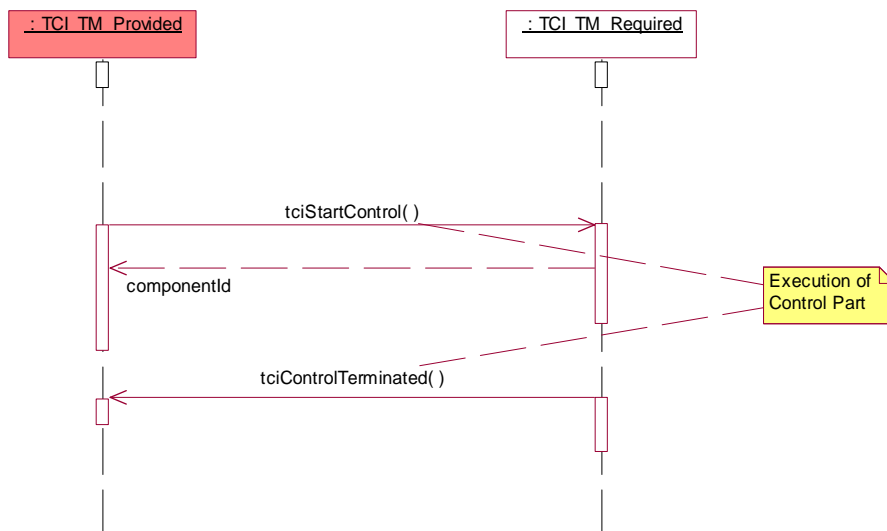 : TCI_TM_Provided
: TCI_TM_Required
tciStartControl( )
componentId
Execution of
Control Part
tciControlTerminated( )